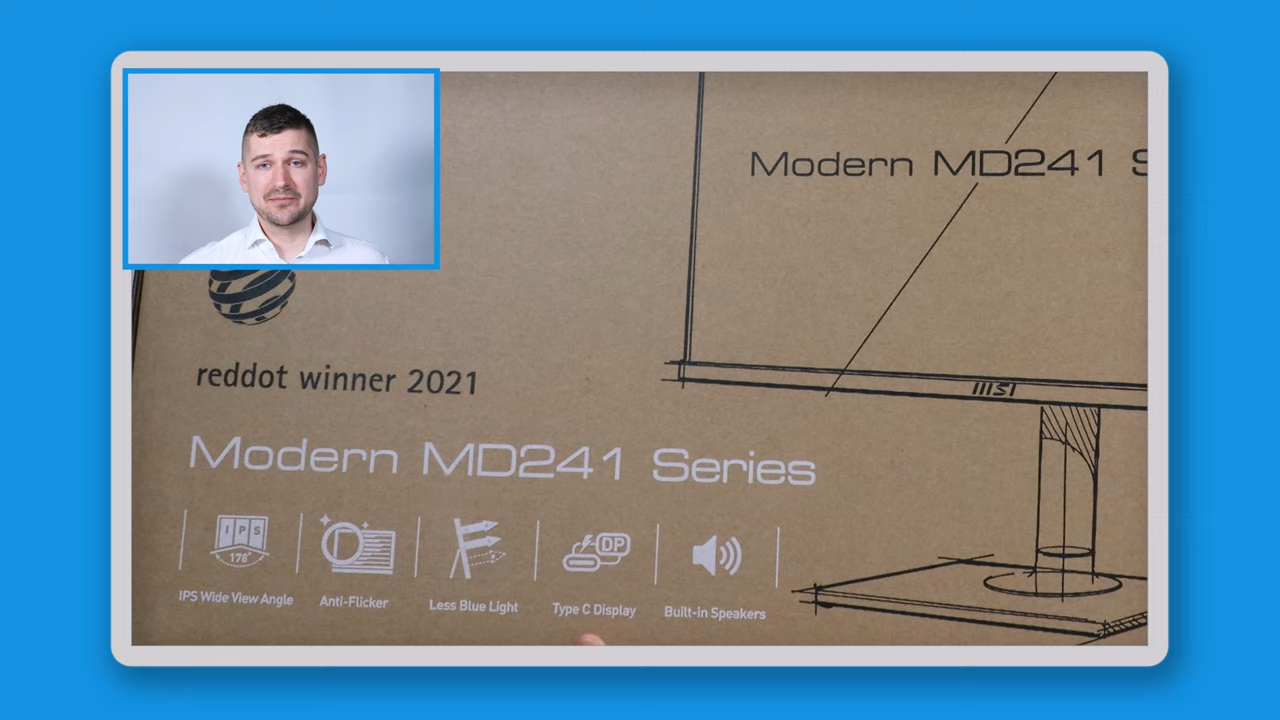 Modern MD241 S
msi
reddot winner 2021
Modern MD241 Series
IPS
178°
DP
IPS Wide View Angle
Anti-Flicker
Less Blue Light
Type C Display
Built-in Speakers